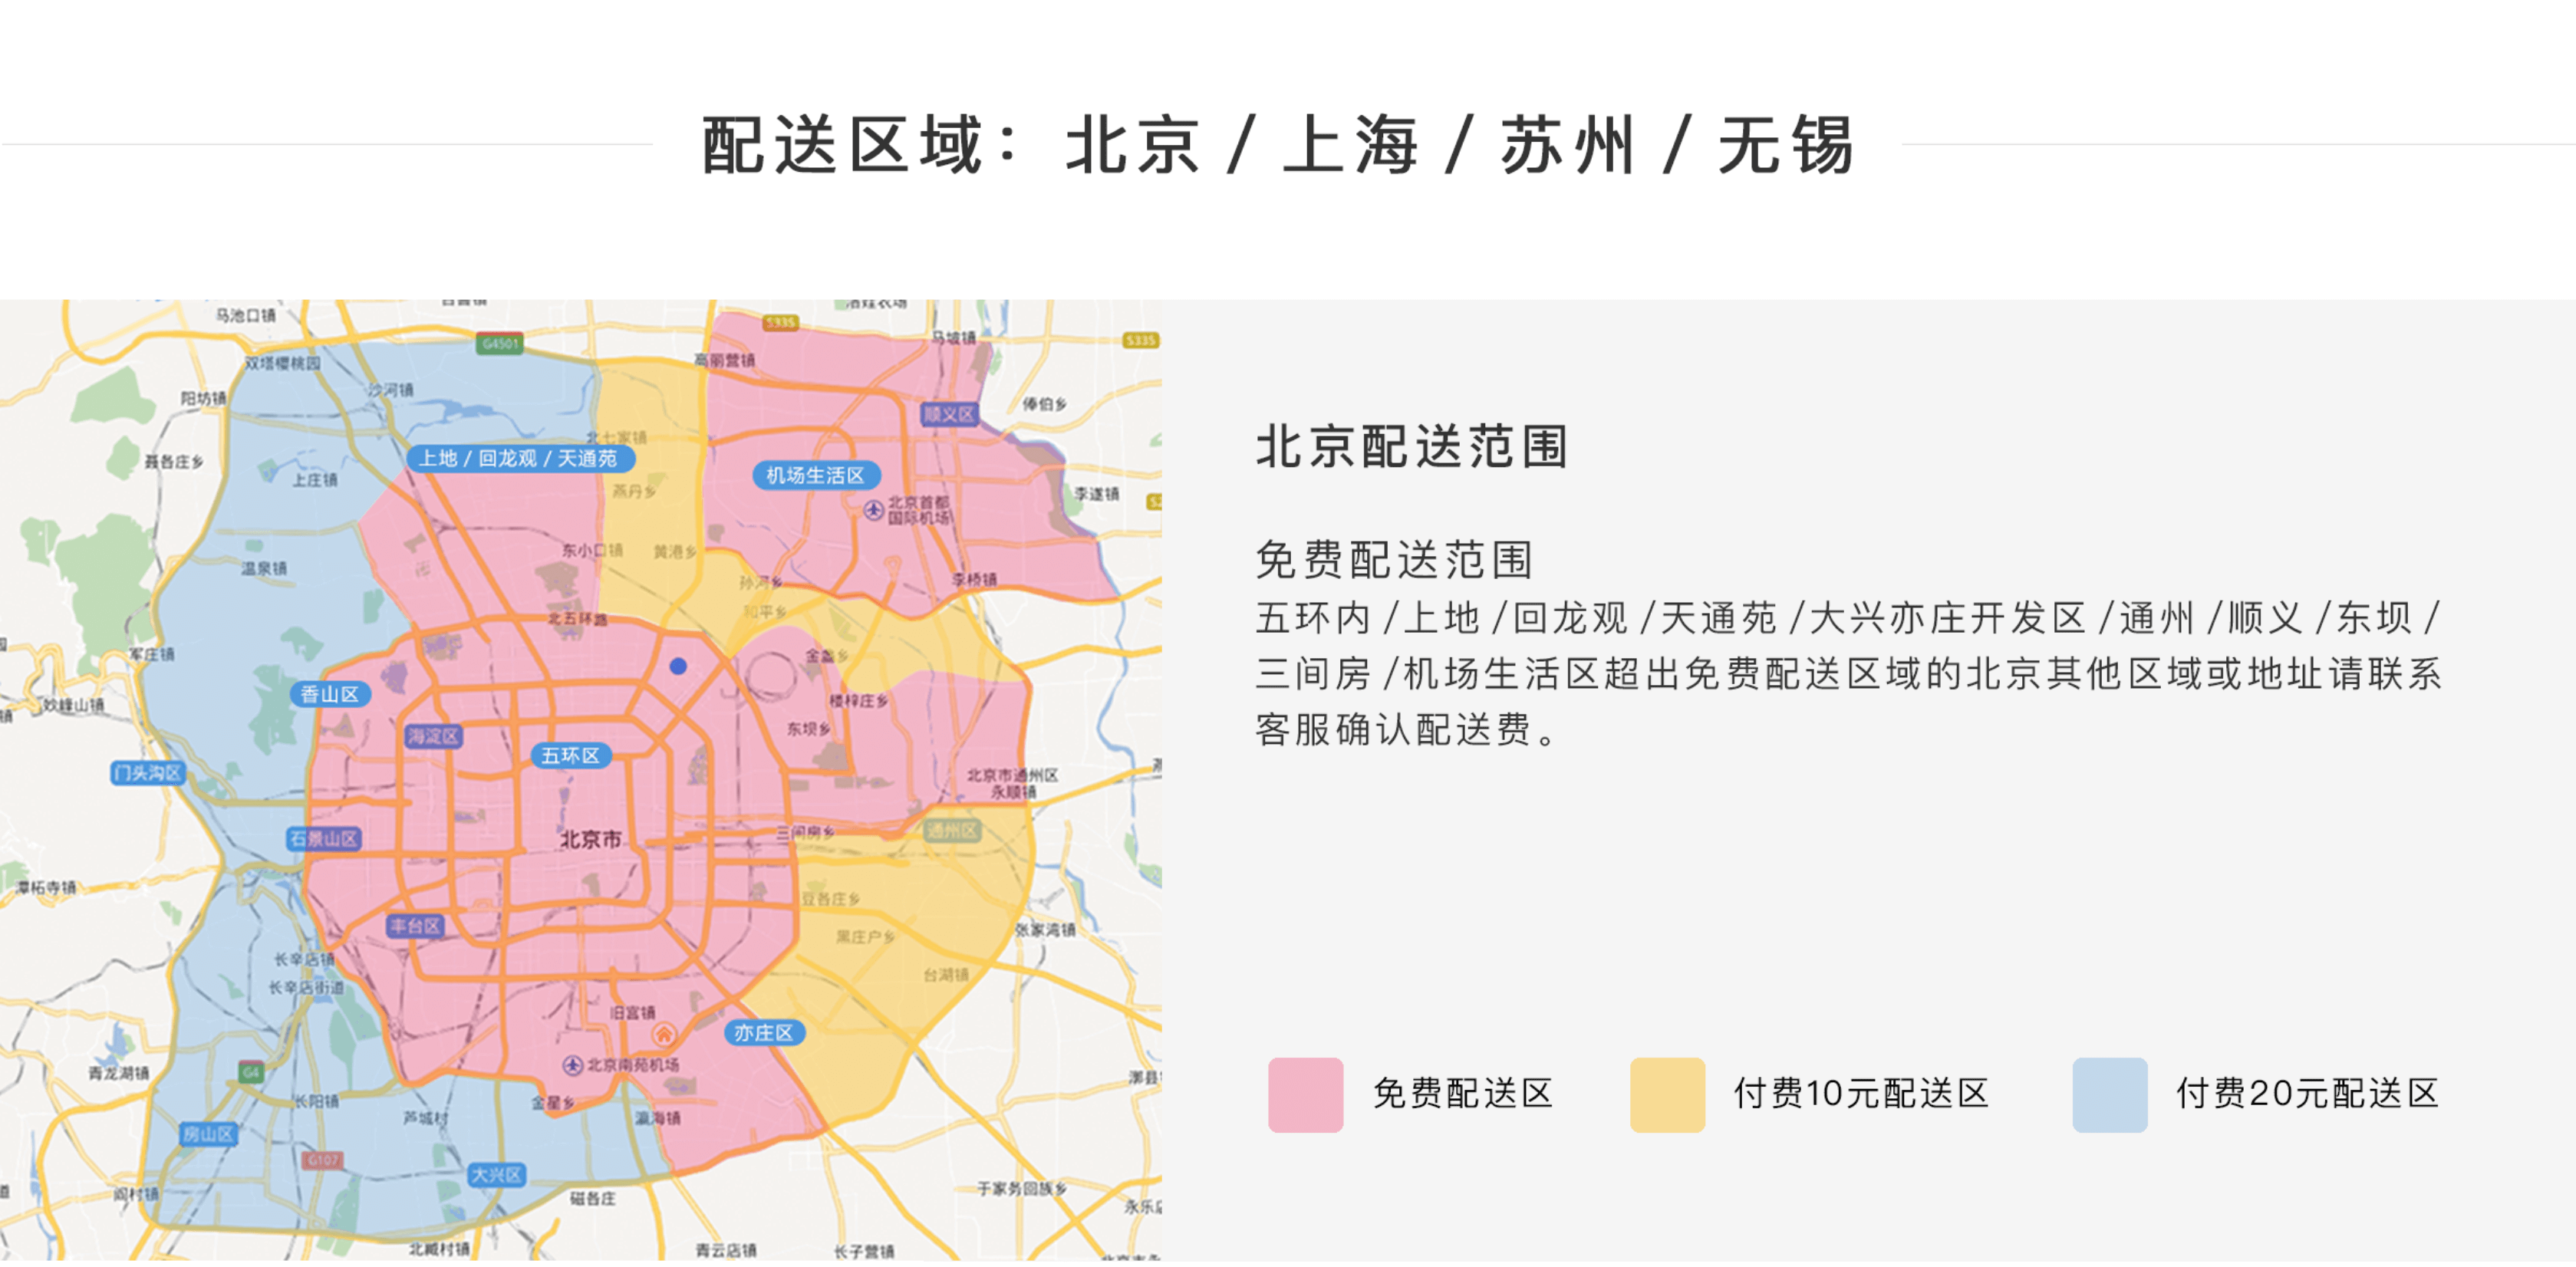 配送区域：北京 / 上海 / 苏州 / 无锡
马池口镇
S335
马坡镇
S335
G4501
双塔樱桃园
高丽营镇
沙河镇
阳坊镇
俸伯乡
顺义区
北七家镇
上地 / 回龙观 / 天通苑
聂各庄乡
机场生活区
上庄镇
燕丹乡
李遂镇
北京首都
国际机场
东小口镇
黄港乡
温泉镇
孙河乡
李桥镇
和平乡
北五环路
军庄镇
金盏乡
香山区
妙峰山镇
楼梓庄乡
东坝乡
海淀区
五环区
门头沟区
北京市通州区
永顺镇
石景山区
北京市
三间房乡
通州区
潭柘寺镇
豆各庄乡
丰台区
黑庄户乡
张家湾镇
长辛店镇
台湖镇
长辛店街道
旧宫镇
亦庄区
北京南苑机场
G4
青龙湖镇
长阳镇
金星乡
芦城村
瀛海镇
房山区
G107
大兴区
阎村镇
磁各庄
于家务回族乡
北臧村镇
青云店镇
长子营镇
北京配送范围
免费配送范围
五环内 /上地 /回龙观 /天通苑 /大兴亦庄开发区 /通州 /顺义 /东坝 /
三间房 /机场生活区超出免费配送区域的北京其他区域或地址请联系
客服确认配送费。
免费配送区
付费10元配送区
付费20元配送区